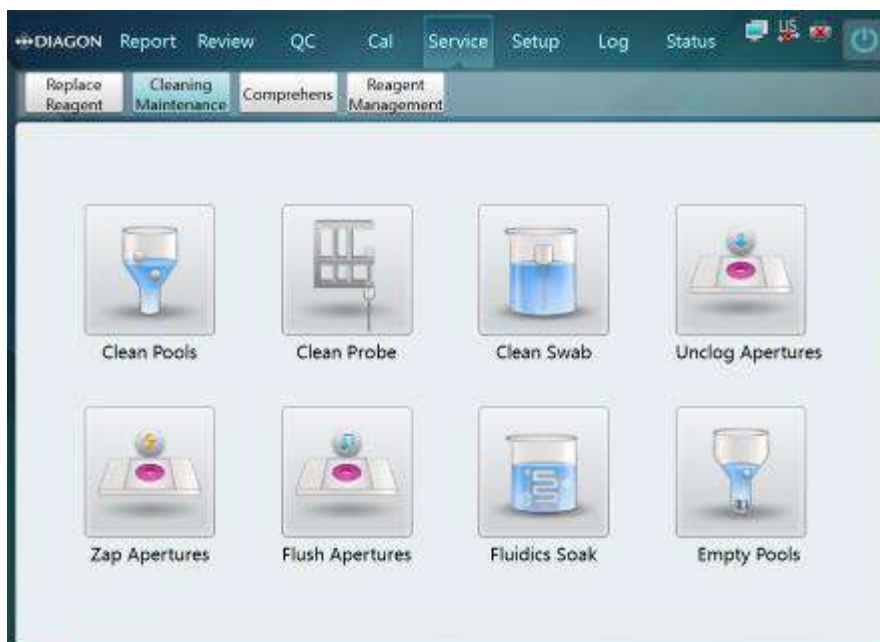 DIAGON Report Review QC Cal Service Setup Log Status US
Replace Reagent Cleaning Maintenance Comprehens Reagent Management
Clean Pools Clean Probe Clean Swab Unclog Apertures
Zap Apertures Flush Apertures Fluidics Soak Empty Pools